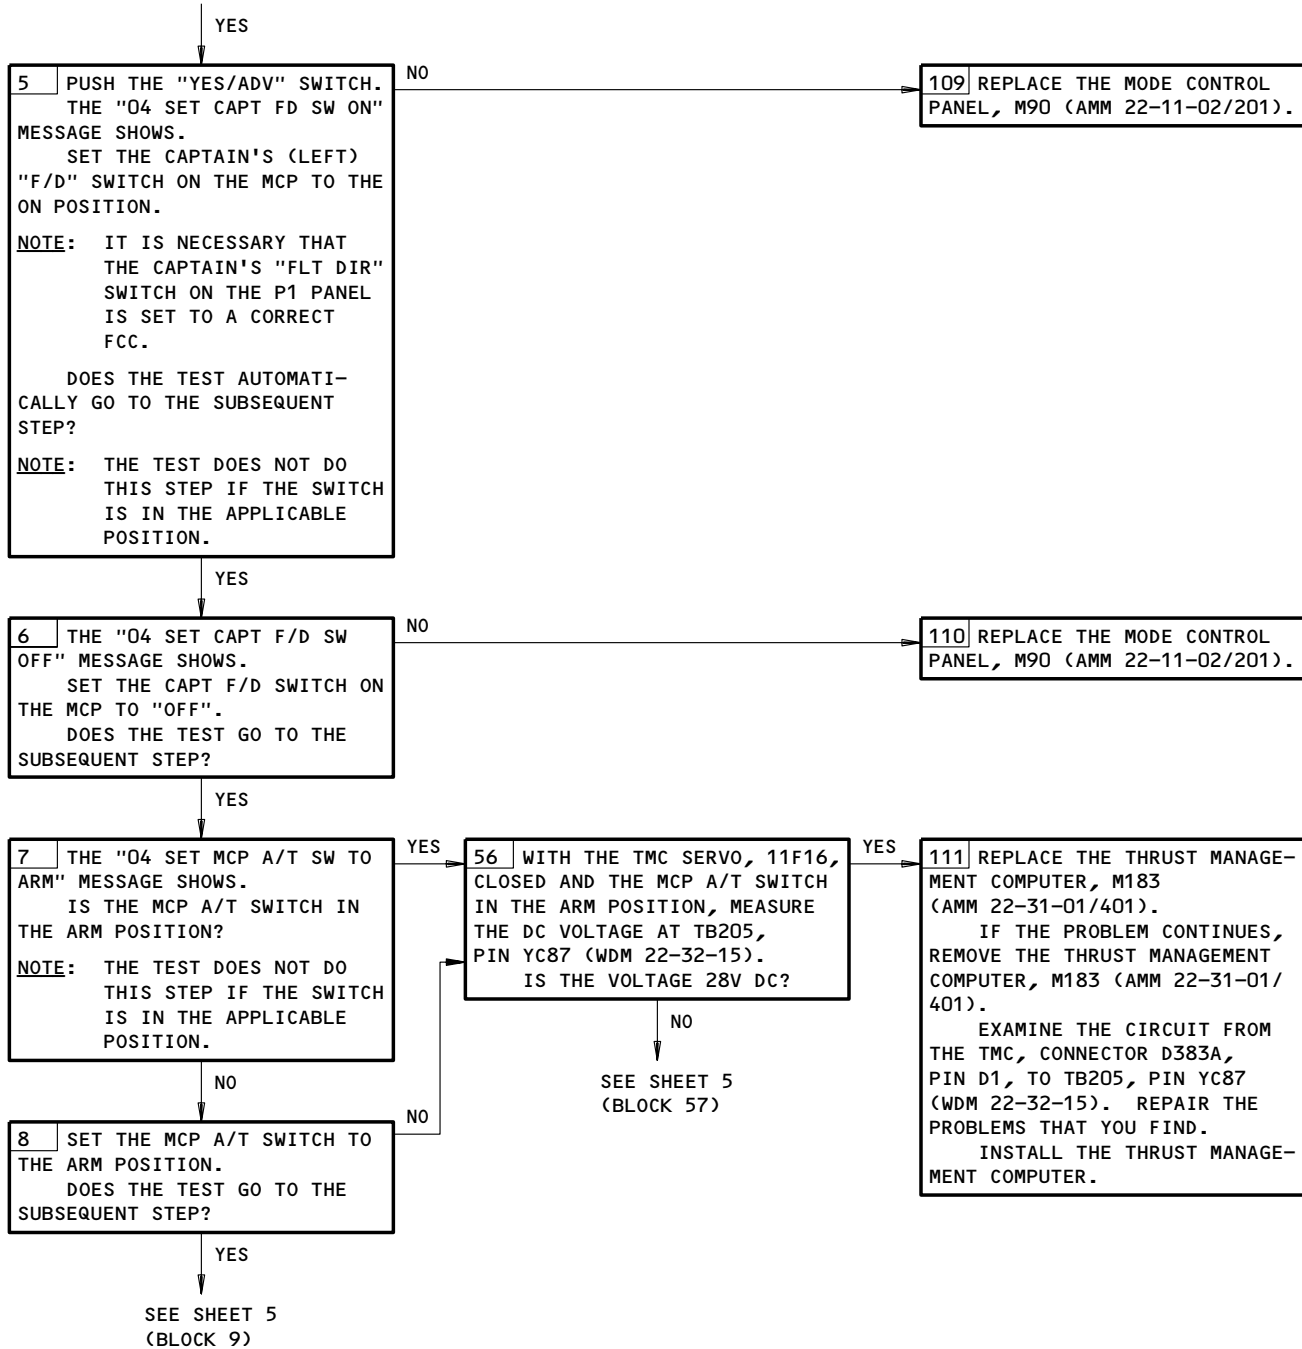 YES
5 PUSH THE "YES/ADV" SWITCH.
THE "04 SET CAPT FD SW ON"
MESSAGE SHOWS.
SET THE CAPTAIN'S (LEFT)
"F/D" SWITCH ON THE MCP TO THE
ON POSITION.
NOTE: IT IS NECESSARY THAT
THE CAPTAIN'S "FLT DIR"
SWITCH ON THE P1 PANEL
IS SET TO A CORRECT
FCC.
DOES THE TEST AUTOMATI-
CALLY GO TO THE SUBSEQUENT
STEP?
NOTE: THE TEST DOES NOT DO
THIS STEP IF THE SWITCH
IS IN THE APPLICABLE
POSITION.
NO
109 REPLACE THE MODE CONTROL
PANEL, M90 (AMM 22-11-02/201).
YES
6 THE "04 SET CAPT F/D SW
OFF" MESSAGE SHOWS.
SET THE CAPT F/D SWITCH ON
THE MCP TO "OFF".
DOES THE TEST GO TO THE
SUBSEQUENT STEP?
NO
110 REPLACE THE MODE CONTROL
PANEL, M90 (AMM 22-11-02/201).
YES
7 THE "04 SET MCP A/T SW TO
ARM" MESSAGE SHOWS.
IS THE MCP A/T SWITCH IN
THE ARM POSITION?
NOTE: THE TEST DOES NOT DO
THIS STEP IF THE SWITCH
IS IN THE APPLICABLE
POSITION.
YES
56 WITH THE TMC SERVO, 11F16,
CLOSED AND THE MCP A/T SWITCH
IN THE ARM POSITION, MEASURE
THE DC VOLTAGE AT TB205,
PIN YC87 (WDM 22-32-15).
IS THE VOLTAGE 28V DC?
YES
111 REPLACE THE THRUST MANAGE-
MENT COMPUTER, M183
(AMM 22-31-01/401).
IF THE PROBLEM CONTINUES,
REMOVE THE THRUST MANAGEMENT
COMPUTER, M183 (AMM 22-31-01/
401).
EXAMINE THE CIRCUIT FROM
THE TMC, CONNECTOR D383A,
PIN D1, TO TB205, PIN YC87
(WDM 22-32-15). REPAIR THE
PROBLEMS THAT YOU FIND.
INSTALL THE THRUST MANAGE-
MENT COMPUTER.
NO
SEE SHEET 5
(BLOCK 57)
NO
8 SET THE MCP A/T SWITCH TO
THE ARM POSITION.
DOES THE TEST GO TO THE
SUBSEQUENT STEP?
NO
YES
SEE SHEET 5
(BLOCK 9)